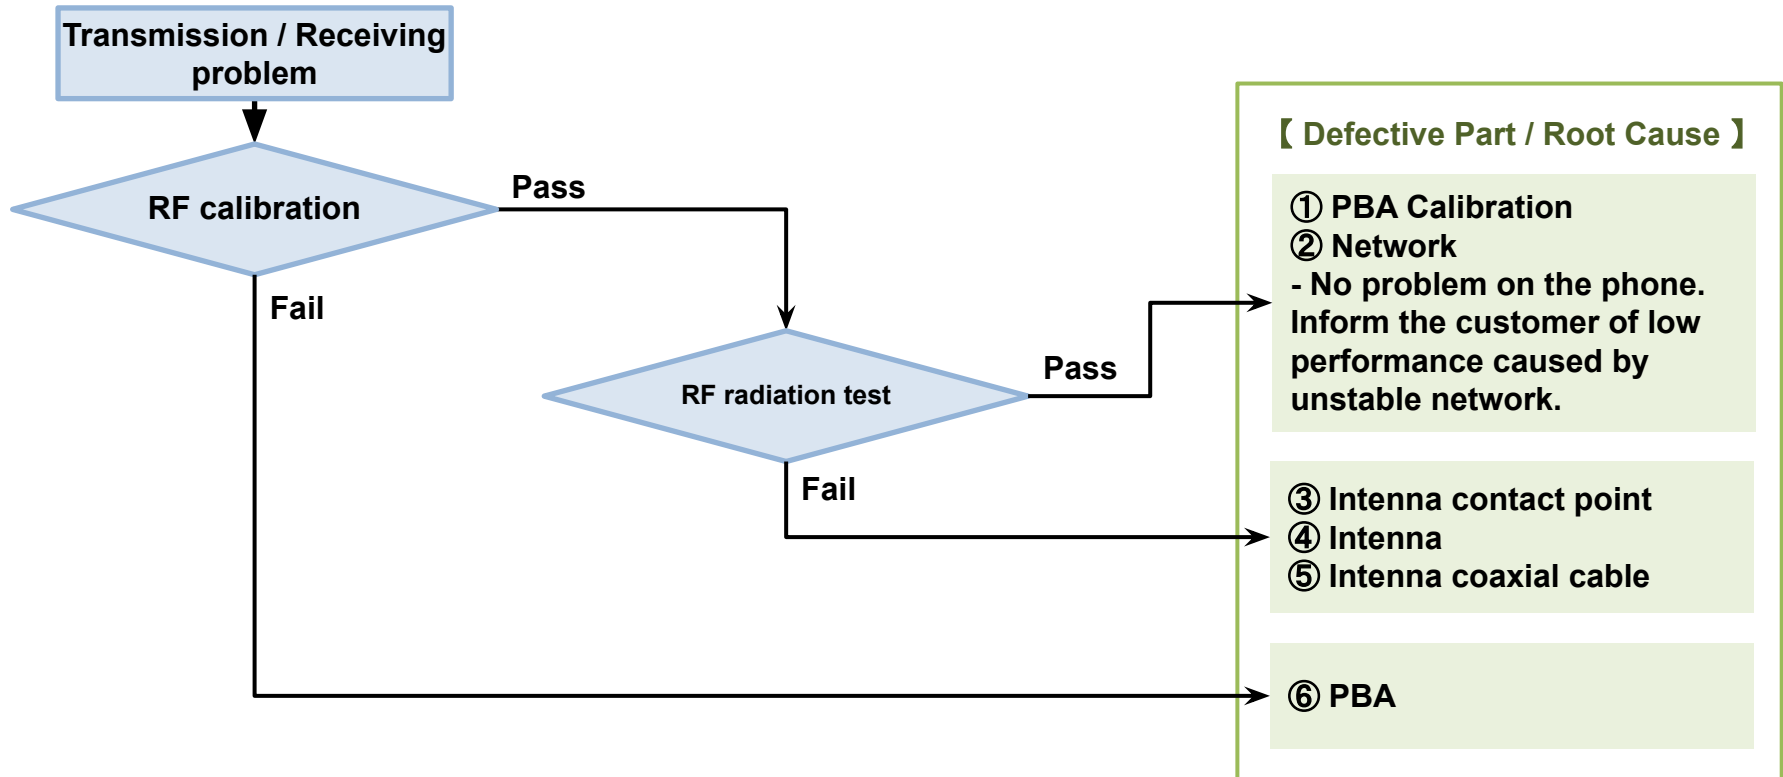 Transmission / Receiving
problem
RF calibration
Pass
Fail
RF radiation test
Pass
Fail
【 Defective Part / Root Cause 】
① PBA Calibration
② Network
- No problem on the phone.
Inform the customer of low
performance caused by
unstable network.
③ Intenna contact point
④ Intenna
⑤ Intenna coaxial cable
⑥ PBA